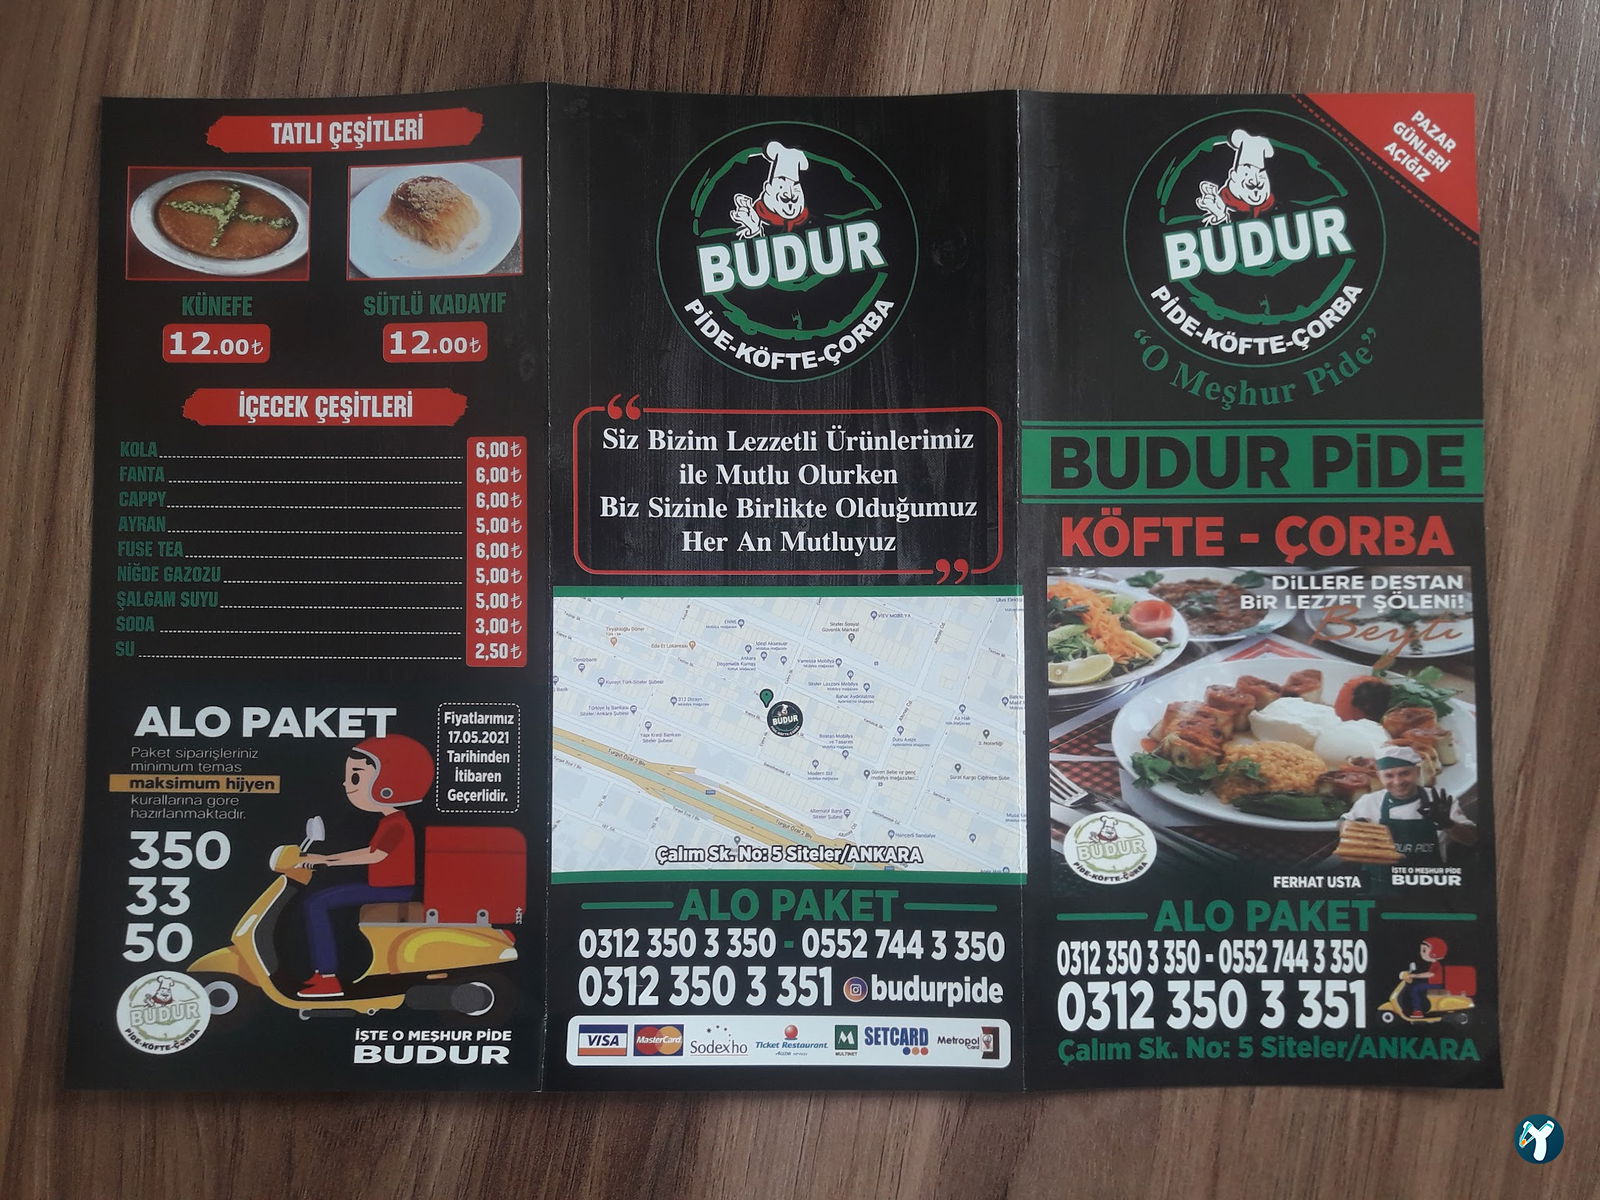 TATLI ÇEŞİTLERİ
KÜNEFE
12.00₺
SÜTLÜ KADAYIF
12.00₺
İÇECEK ÇEŞİTLERİ
KOLA 6,00₺
FANTA 6,00₺
CAPPY 6,00₺
AYRAN 5,00₺
FUSE TEA 6,00₺
NİĞDE GAZOZU 5,00₺
ŞALGAM SUYU 5,00₺
SODA 3,00₺
SU 2,50₺
ALO PAKET
Paket siparişleriniz
minimum temas
maksimum hijyen
kurallarına göre
hazırlanmaktadır.
350
33
50
Fiyatlarımız
17.05.2021
Tarihinden
İtibaren
Geçerlidir.
BUDUR
PİDE-KÖFTE-ÇORBA
İŞTE O MEŞHUR PİDE
BUDUR
BUDUR
PİDE-KÖFTE-ÇORBA
“
Siz Bizim Lezzetli Ürünlerimiz
ile Mutlu Olurken
Biz Sizinle Birlikte Olduğumuz
Her An Mutluyuz
”
BUDUR
Çalım Sk. No: 5 Siteler/ANKARA
ALO PAKET
0312 350 3 350 - 0552 744 3 350
0312 350 3 351 budurpide
VISA MasterCard Sodexho Ticket Restaurant MULTINET SETCARD Metropol Card
PAZAR
GÜNLERİ
AÇIĞIZ
BUDUR
PİDE-KÖFTE-ÇORBA
“O Meşhur Pide”
BUDUR PiDE
KÖFTE - ÇORBA
DİLLERE DESTAN
BİR LEZZET ŞÖLENİ!
Beyti
BUDUR
PİDE-KÖFTE-ÇORBA
FERHAT USTA
İŞTE O MEŞHUR PİDE
BUDUR
ALO PAKET
0312 350 3 350 - 0552 744 3 350
0312 350 3 351
Çalım Sk. No: 5 Siteler/ANKARA